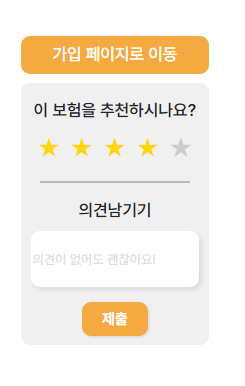 가입 페이지로 이동
이 보험을 추천하시나요?
★ ★ ★ ★ ★
의견남기기
의견이 없어도 괜찮아요!
제출